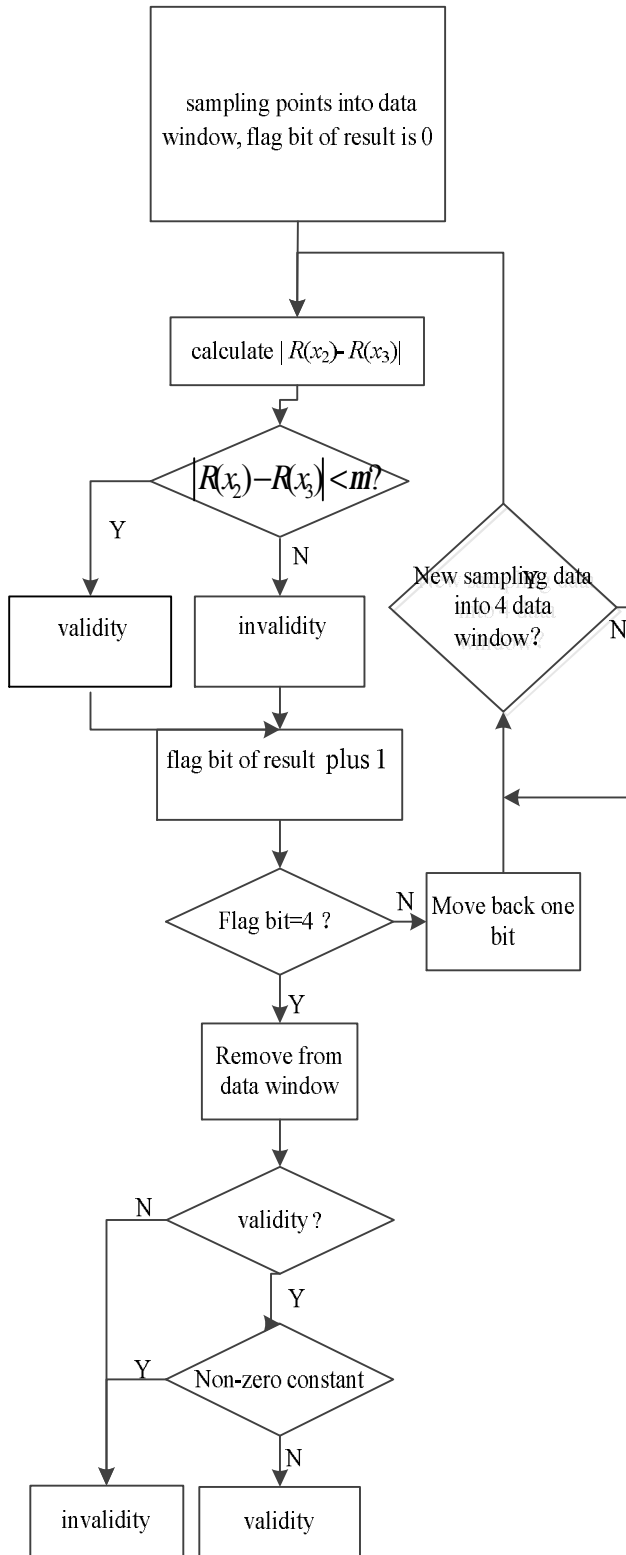 sampling points into data
window, flag bit of result is 0
calculate | R(x₂)- R(x₃)|
|R(x₂)−R(x₃)| <m?
Y
N
validity
invalidity
New sampling data
Y
into 4 data
window?
N
flag bit of result plus 1
Flag bit=4 ?
N
Move back one
bit
Y
Remove from
data window
validity ?
N
Y
Non-zero constant
Y
N
invalidity
validity